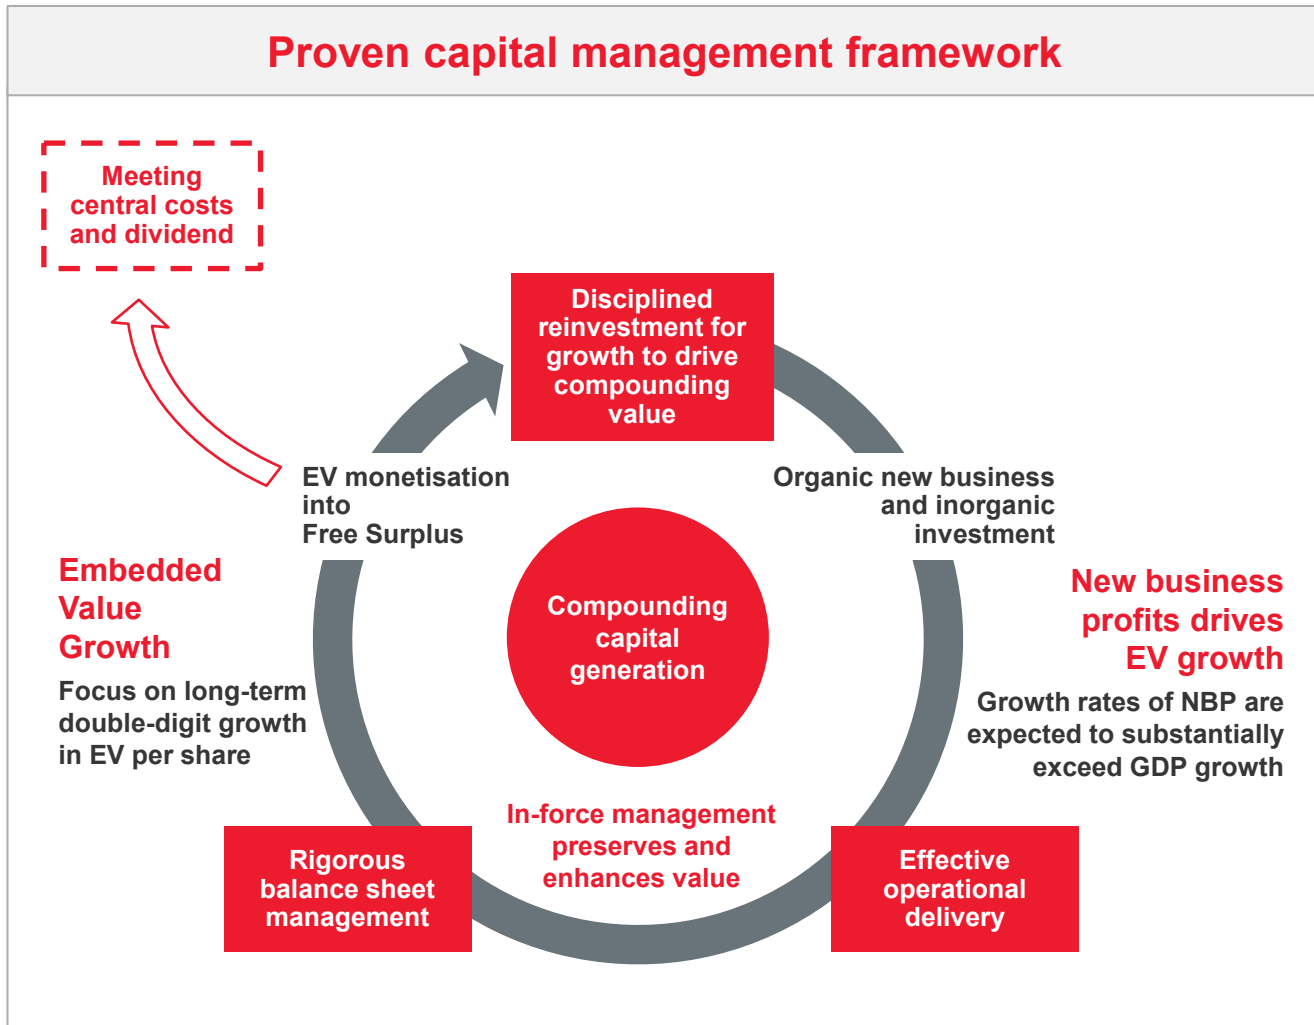 Proven capital management framework
Meeting
central costs
and dividend
Disciplined
reinvestment for
growth to drive
compounding
value
EV monetisation
into
Free Surplus
Organic new business
and inorganic
investment
Compounding
capital
generation
Embedded
Value
Growth
Focus on long-term
double-digit growth
in EV per share
New business
profits drives
EV growth
Growth rates of NBP are
expected to substantially
exceed GDP growth
In-force management
preserves and
enhances value
Rigorous
balance sheet
management
Effective
operational
delivery